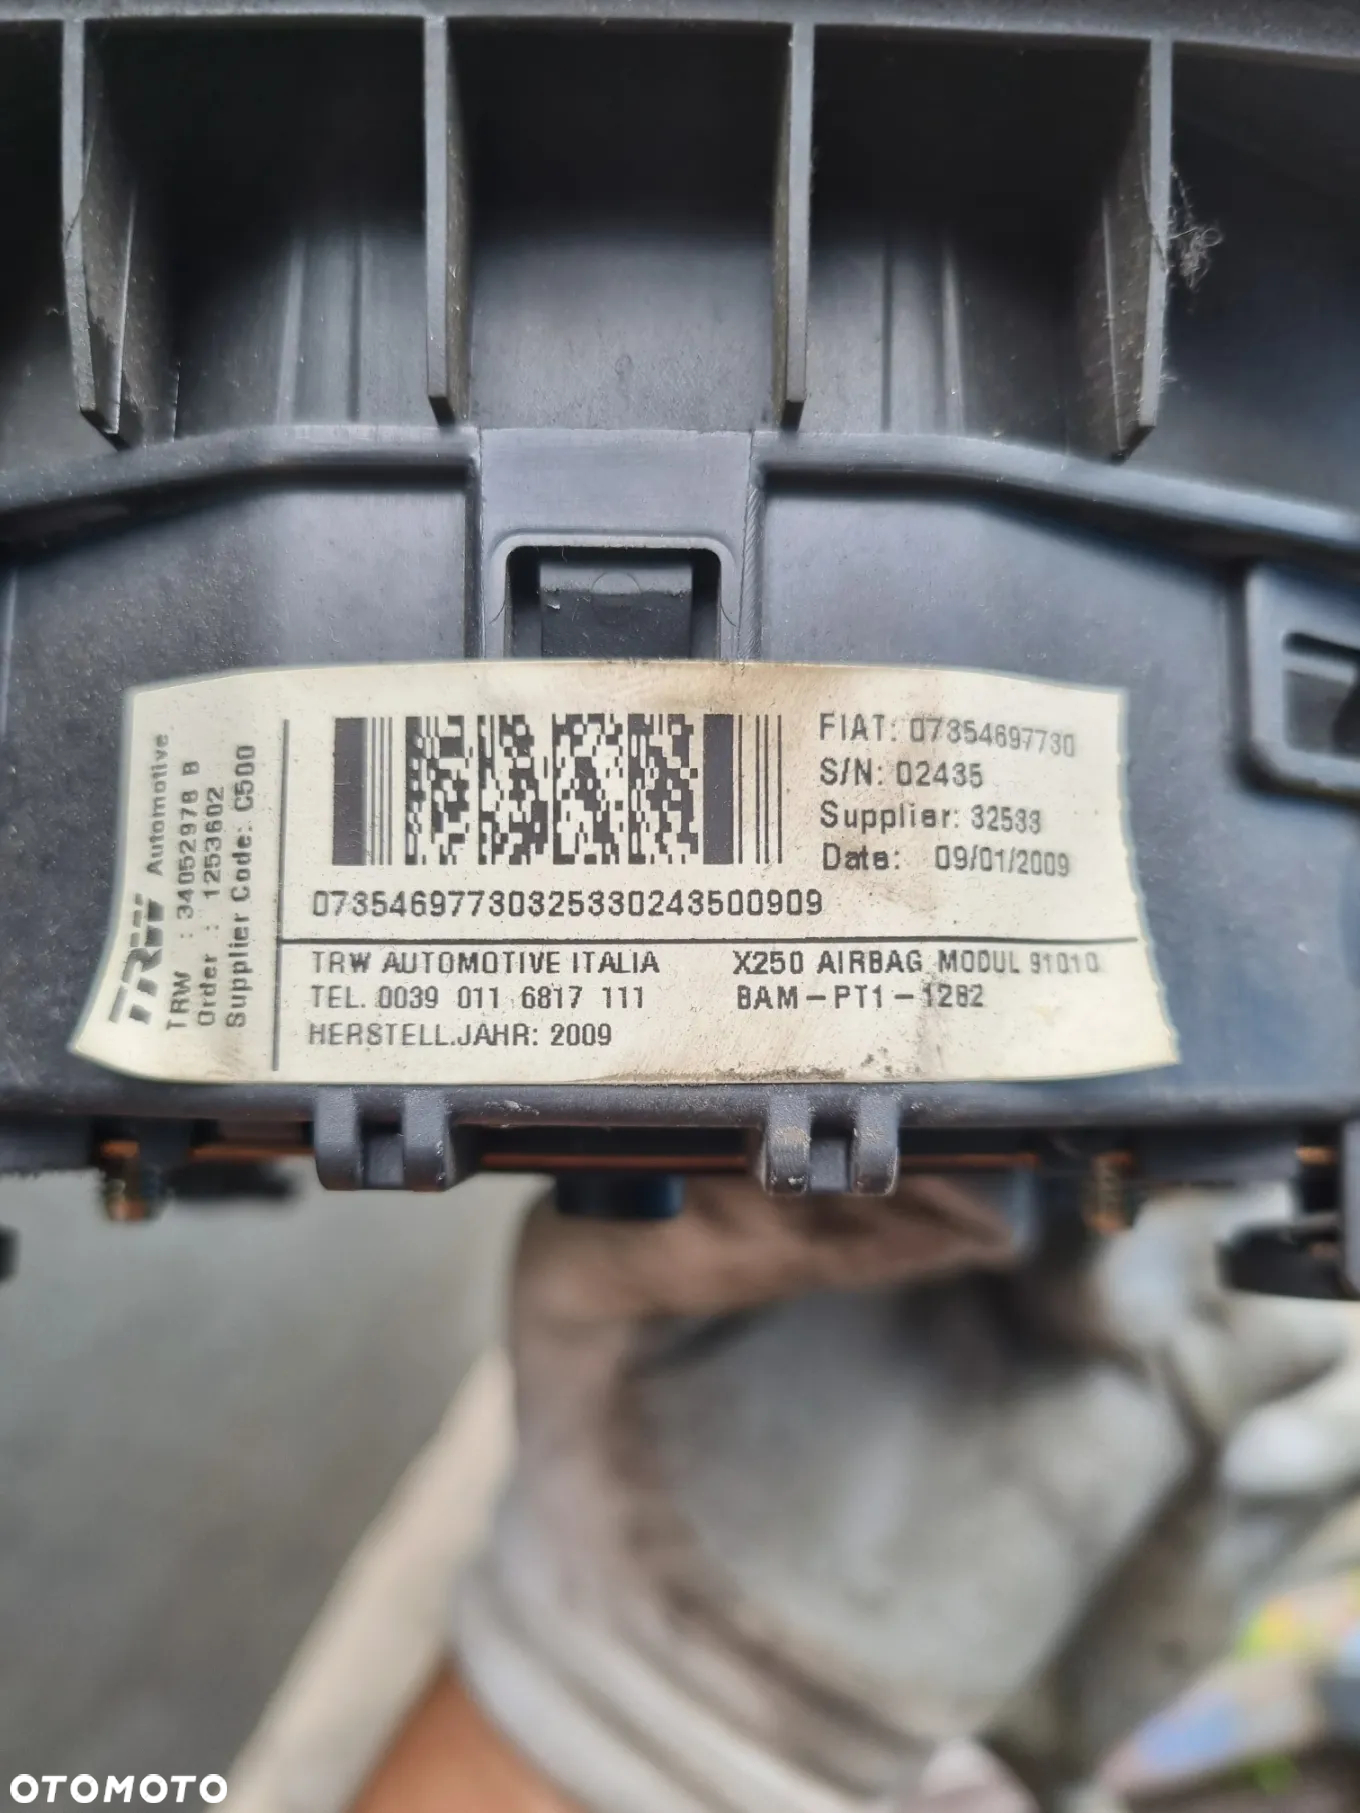 TRW Automotive
TRW : 34052978 B
Order : 1253602
Supplier Code: C500
FIAT: 07354697730
S/N: 02435
Supplier: 32533
Date: 09/01/2009
07354697730325330243500909
TRW AUTOMOTIVE ITALIA
TEL. 0039 011 6817 111
HERSTELL.JAHR: 2009
X250 AIRBAG MODUL 91010
BAM-PT1-1282
OTOMOTO